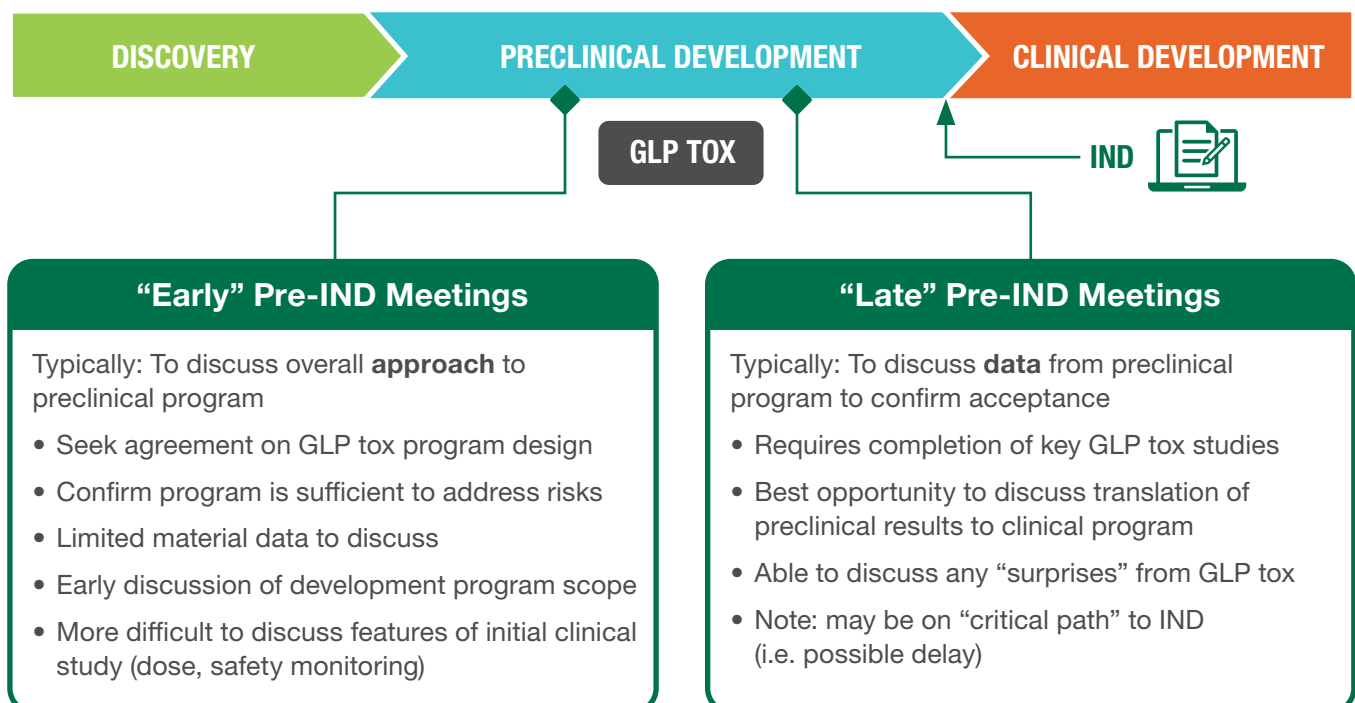 DISCOVERY
PRECLINICAL DEVELOPMENT
CLINICAL DEVELOPMENT
GLP TOX
IND
“Early” Pre-IND Meetings
Typically: To discuss overall approach to
preclinical program
• Seek agreement on GLP tox program design
• Confirm program is sufficient to address risks
• Limited material data to discuss
• Early discussion of development program scope
• More difficult to discuss features of initial clinical
study (dose, safety monitoring)
“Late” Pre-IND Meetings
Typically: To discuss data from preclinical
program to confirm acceptance
• Requires completion of key GLP tox studies
• Best opportunity to discuss translation of
preclinical results to clinical program
• Able to discuss any “surprises” from GLP tox
• Note: may be on “critical path” to IND
(i.e. possible delay)